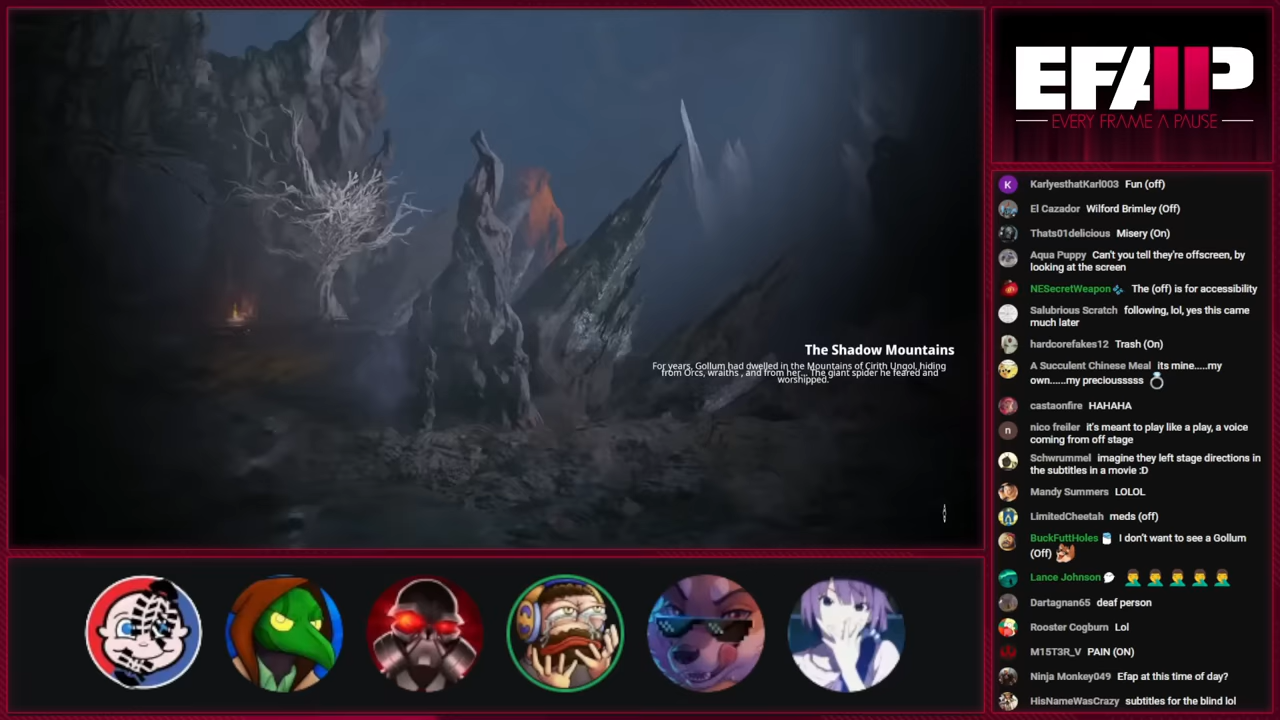 The Shadow Mountains
For years, Gollum had dwelled in the Mountains of Cirith Ungol, hiding
from Orcs, wraiths , and from her... The giant spider he feared and
worshipped.
EFAP
EVERY FRAME A PAUSE
K
KarlyesthatKarl003 Fun (off)
El Cazador Wilford Brimley (Off)
Thats01delicious Misery (On)
Aqua Puppy Can't you tell they're offscreen, by
looking at the screen
NESecretWeapon The (off) is for accessibility
Salubrious Scratch following, lol, yes this came
much later
hardcorefakes12 Trash (On)
A Succulent Chinese Meal its mine.....my
own......my preciousssss
castaonfire HAHAHA
n
nico freiler it's meant to play like a play, a voice
coming from off stage
Schwrummel imagine they left stage directions in
the subtitles in a movie :D
Mandy Summers LOLOL
LimitedCheetah meds (off)
BuckFuttHoles I don't want to see a Gollum
(Off)
Lance Johnson
Dartagnan65 deaf person
Rooster Cogburn Lol
M15T3R_V PAIN (ON)
Ninja Monkey049 Efap at this time of day?
HisNameWasCrazy subtitles for the blind lol